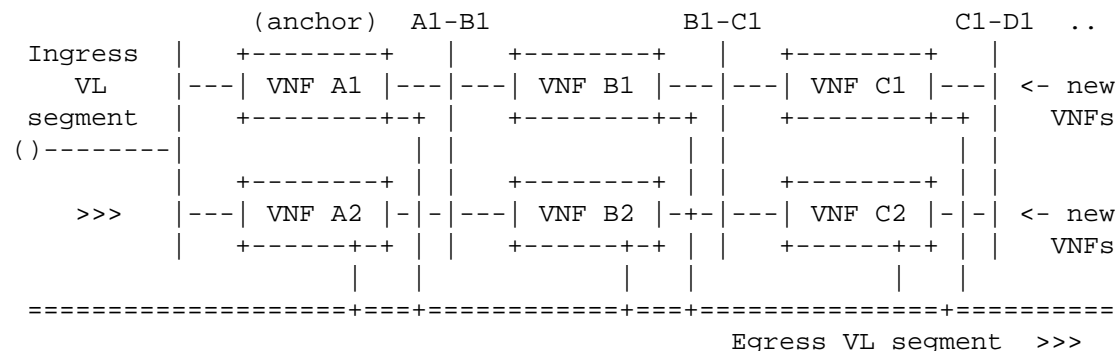 (anchor) A1-B1 B1-C1 C1-D1 ..
Ingress
VL VNF A1 VNF B1 VNF C1 <- new
segment VNFs
()
>>> VNF A2 VNF B2 VNF C2 <- new
VNFs
Egress VL segment >>>